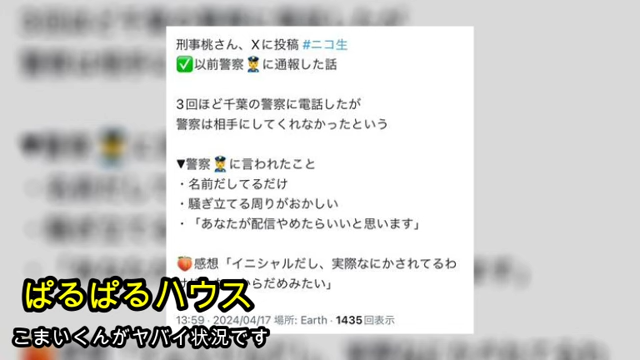 刑事桃さん、Xに投稿 #ニコ生
✅以前警察👮に通報した話
3回ほど千葉の警察に電話したが
警察は相手にしてくれなかったという
▼警察👮に言われたこと
・名前だしてるだけ
・騒ぎ立てる周りがおかしい
・「あなたが配信やめたらいいと思います」
🍑感想「イニシャルだし、実際なにかされてるわ
からだめみたい」
ぱるぱるハウス
13:59 · 2024/04/17 場所: Earth · 1435回表示
こまいくんがヤバイ状況です